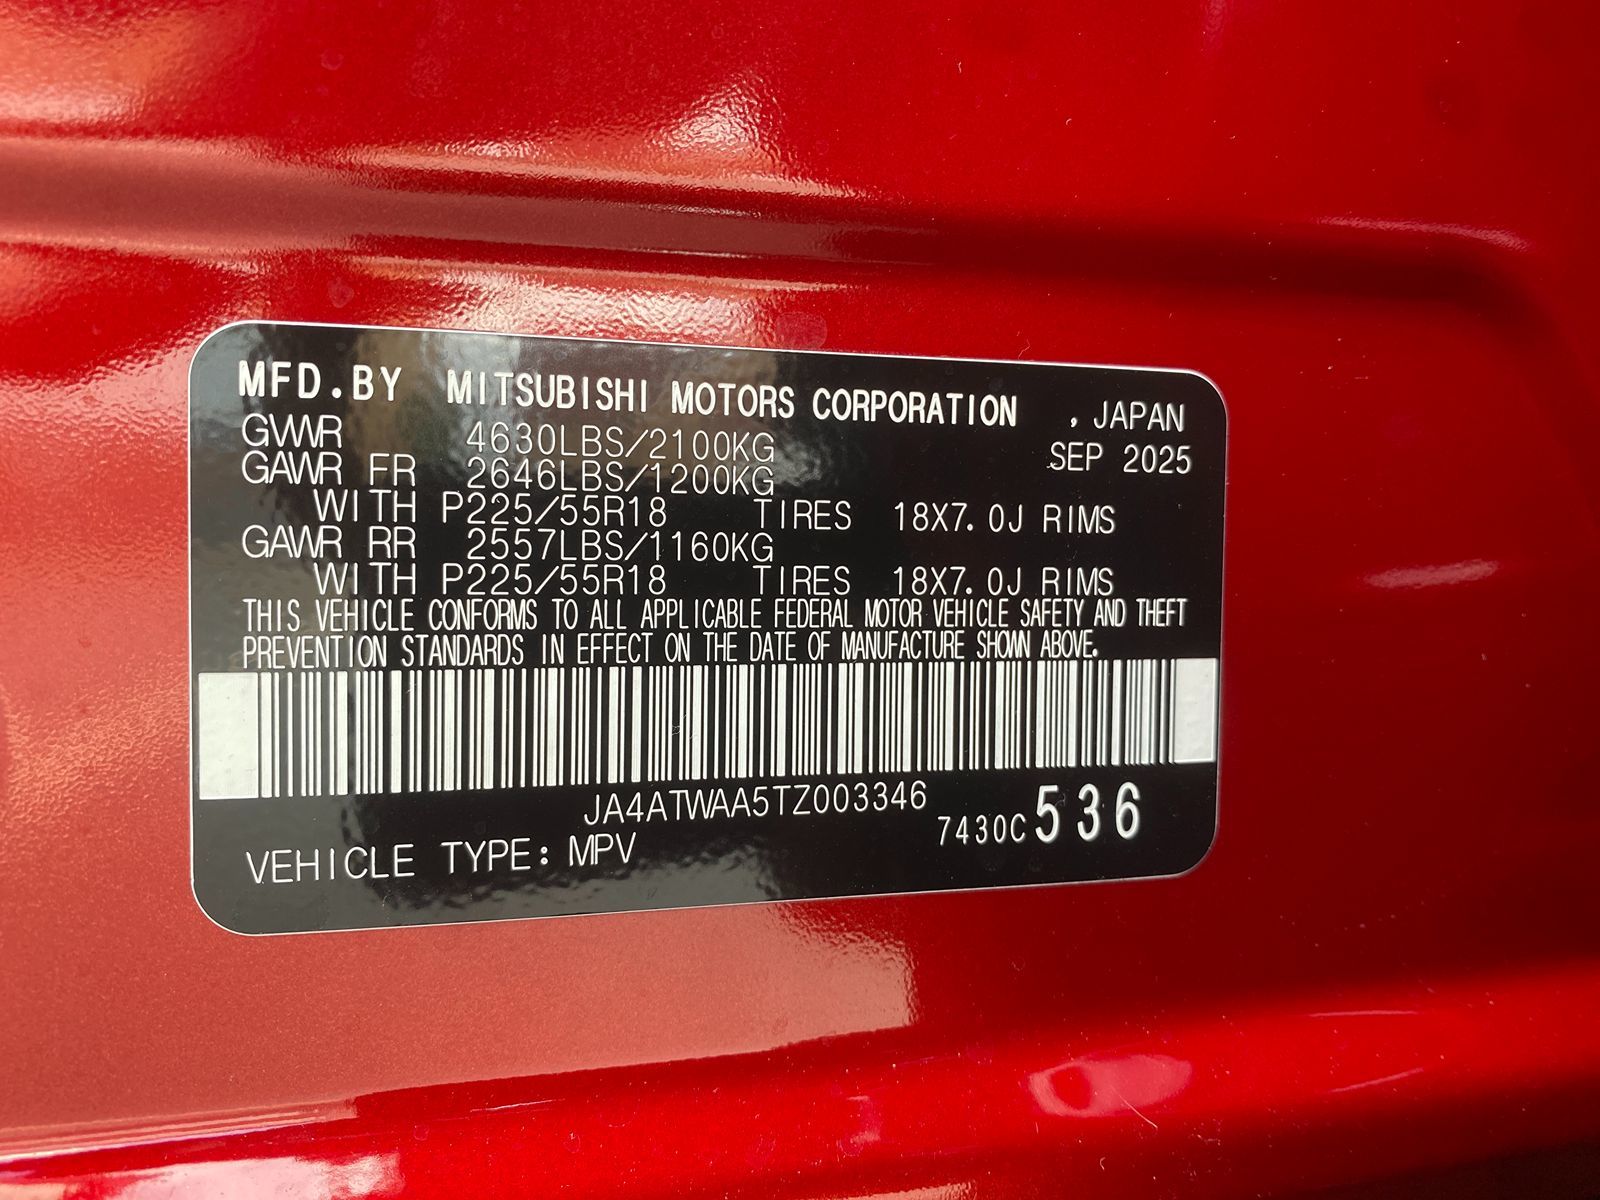 MFD.BY MITSUBISHI MOTORS CORPORATION , JAPAN
GVWR 4630LBS/2100KG SEP 2025
GAWR FR 2646LBS/1200KG
WITH P225/55R18 TIRES 18X7.0J RIMS
GAWR RR 2557LBS/1160KG
WITH P225/55R18 TIRES 18X7.0J RIMS
THIS VEHICLE CONFORMS TO ALL APPLICABLE FEDERAL MOTOR VEHICLE SAFETY AND THEFT
PREVENTION STANDARDS IN EFFECT ON THE DATE OF MANUFACTURE SHOWN ABOVE.
JA4ATWAA5TZ003346
7430C536
VEHICLE TYPE: MPV